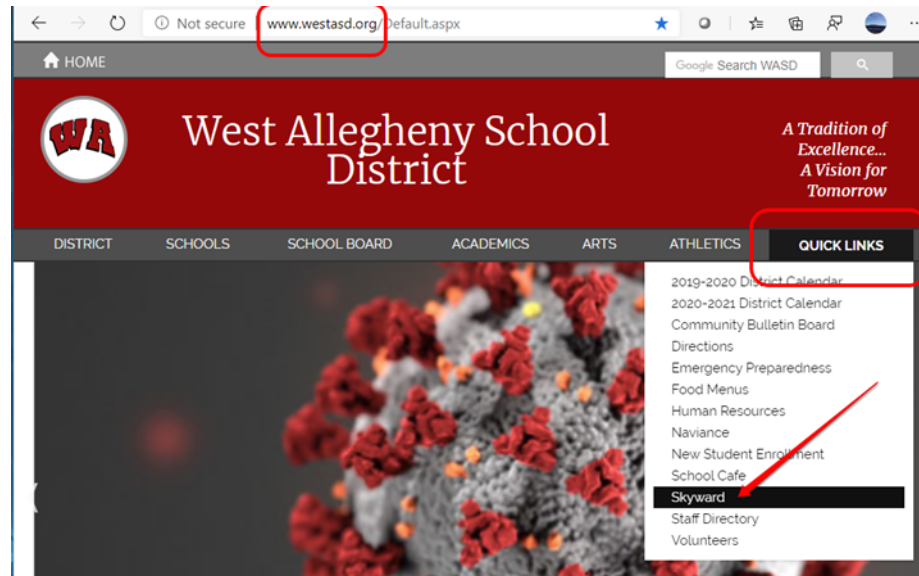 Not secure www.westasd.org/Default.aspx
HOME
Google Search WASD
WA
West Allegheny School
District
A Tradition of
Excellence...
A Vision for
Tomorrow
DISTRICT SCHOOLS SCHOOL BOARD ACADEMICS ARTS ATHLETICS QUICK LINKS
2019-2020 District Calendar
2020-2021 District Calendar
Community Bulletin Board
Directions
Emergency Preparedness
Food Menus
Human Resources
Naviance
New Student Enrollment
School Cafe
Skyward
Staff Directory
Volunteers